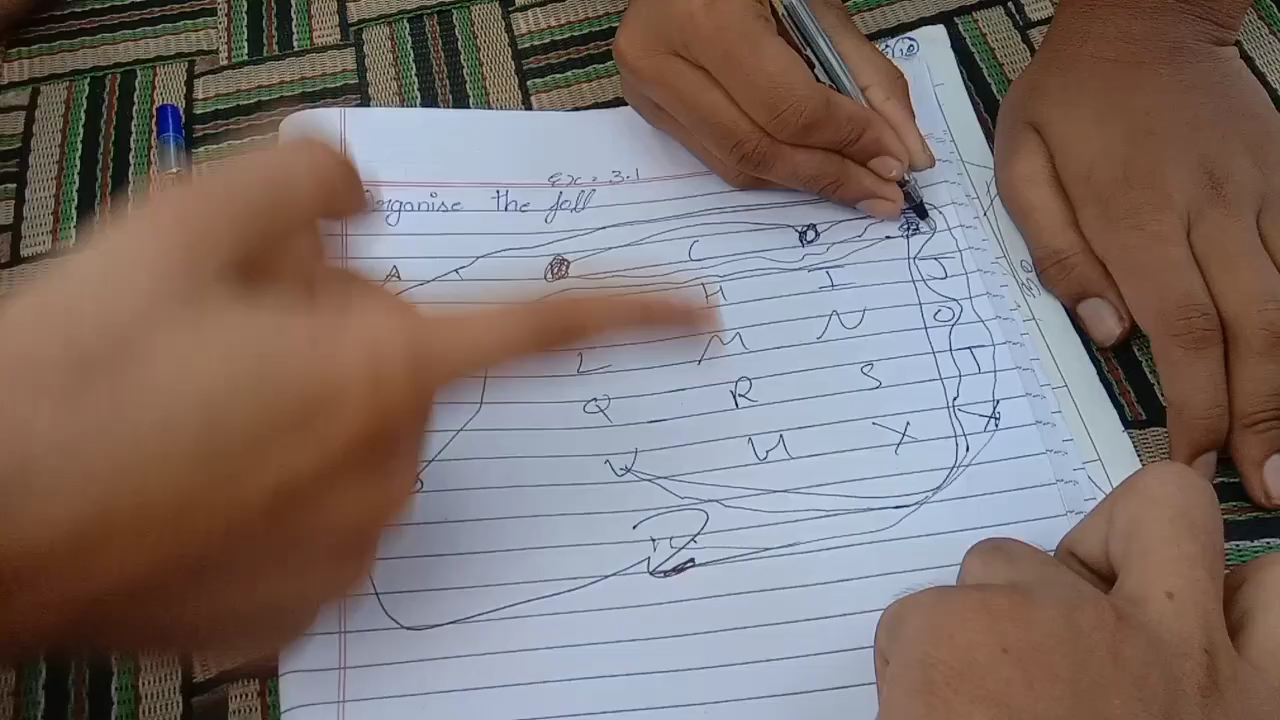 ex = 3.1
organise the foll
A C
H I J
L M N O
Q R S T
V U X Y
Z